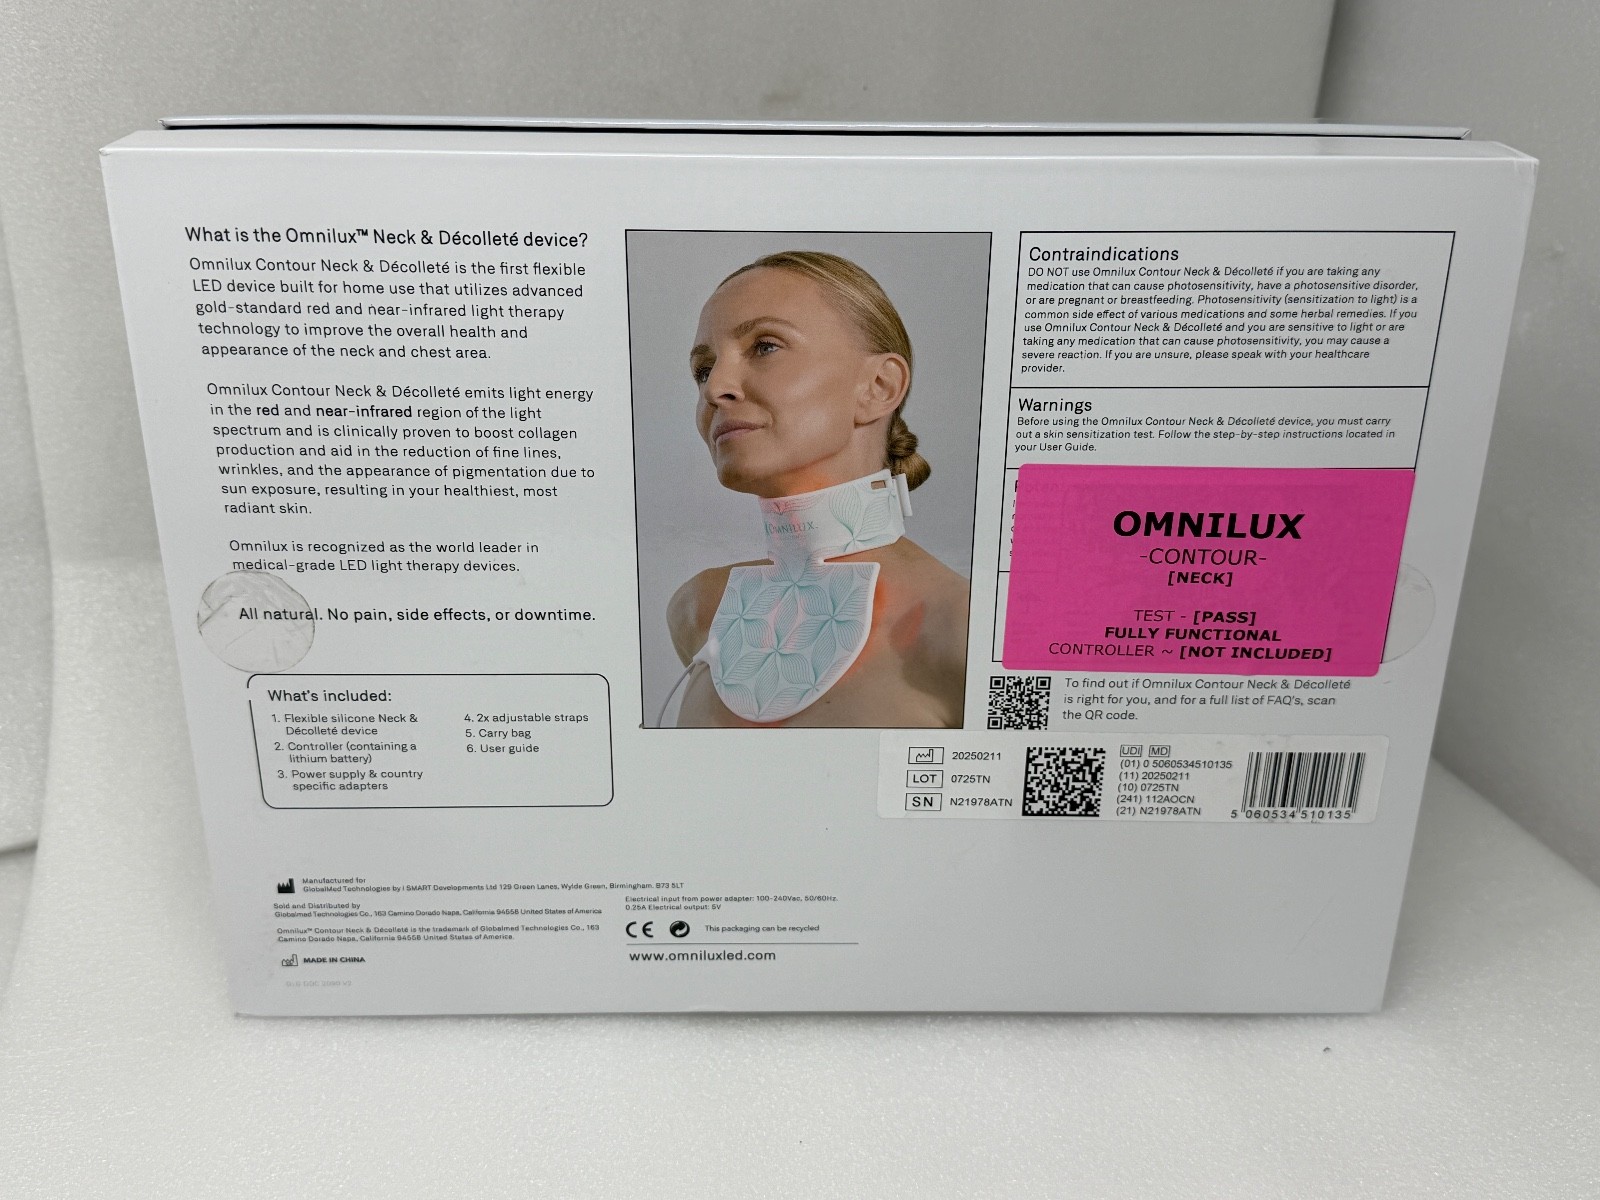 What is the Omnilux™ Neck & Décolleté device?
Omnilux Contour Neck & Décolleté is the first flexible
LED device built for home use that utilizes advanced
gold-standard red and near-infrared light therapy
technology to improve the overall health and
appearance of the neck and chest area.
Omnilux Contour Neck & Décolleté emits light energy
in the red and near-infrared region of the light
spectrum and is clinically proven to boost collagen
production and aid in the reduction of fine lines,
wrinkles, and the appearance of pigmentation due to
sun exposure, resulting in your healthiest, most
radiant skin.
Omnilux is recognized as the world leader in
medical-grade LED light therapy devices.
All natural. No pain, side effects, or downtime.
What's included:
1. Flexible silicone Neck &
Décolleté device
2. Controller (containing a
lithium battery)
3. Power supply & country
specific adapters
4. 2x adjustable straps
5. Carry bag
6. User guide
OMNILUX
Contraindications
DO NOT use Omnilux Contour Neck & Décolleté if you are taking any
medication that can cause photosensitivity, have a photosensitive disorder,
or are pregnant or breastfeeding. Photosensitivity (sensitization to light) is a
common side effect of various medications and some herbal remedies. If you
use Omnilux Contour Neck & Décolleté and you are sensitive to light or are
taking any medication that can cause photosensitivity, you may cause a
severe reaction. If you are unsure, please speak with your healthcare
provider.
Warnings
Before using the Omnilux Contour Neck & Décolleté device, you must carry
out a skin sensitization test. Follow the step-by-step instructions located in
your User Guide.
OMNILUX
-CONTOUR-
[NECK]
TEST - [PASS]
FULLY FUNCTIONAL
CONTROLLER ~ [NOT INCLUDED]
To find out if Omnilux Contour Neck & Décolleté
is right for you, and for a full list of FAQ's, scan
the QR code.
20250211
LOT 0725TN
SN N21978ATN
UDI MD
(01) 0 5060534510135
(11) 20250211
(10) 0725TN
(241) 112AOCN
(21) N21978ATN
5 060534 510135
Manufactured for
GlobalMed Technologies by I SMART Developments Ltd 129 Green Lanes, Wylde Green, Birmingham. B73 5LT
Sold and Distributed by
Globalmed Technologies Co., 163 Camino Dorado Napa, California 94558 United States of America
Omnilux™ Contour Neck & Décolleté is the trademark of Globalmed Technologies Co., 163
Camino Dorado Napa, California 94558 United States of America.
MADE IN CHINA
Electrical input from power adapter: 100-240Vac, 50/60Hz.
0.25A Electrical output: 5V
CE
This packaging can be recycled
www.omniluxled.com